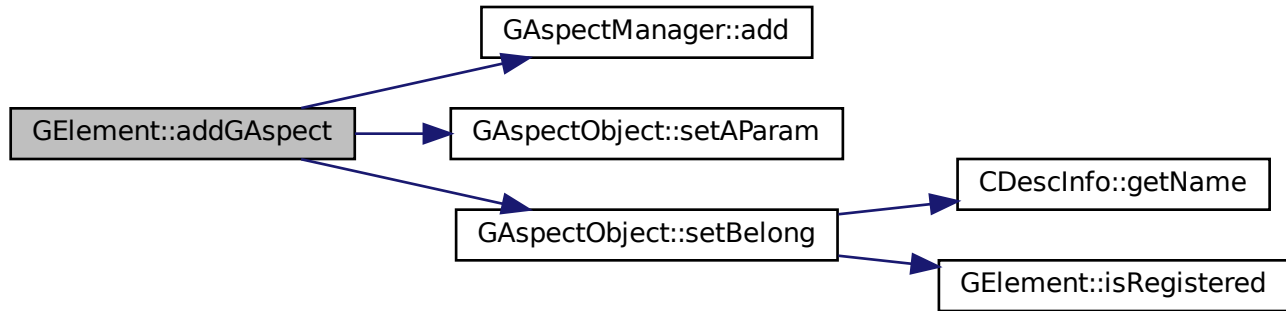 GAspectManager::add
GElement::addGAspect
GAspectObject::setAParam
CDescInfo::getName
GAspectObject::setBelong
GElement::isRegistered